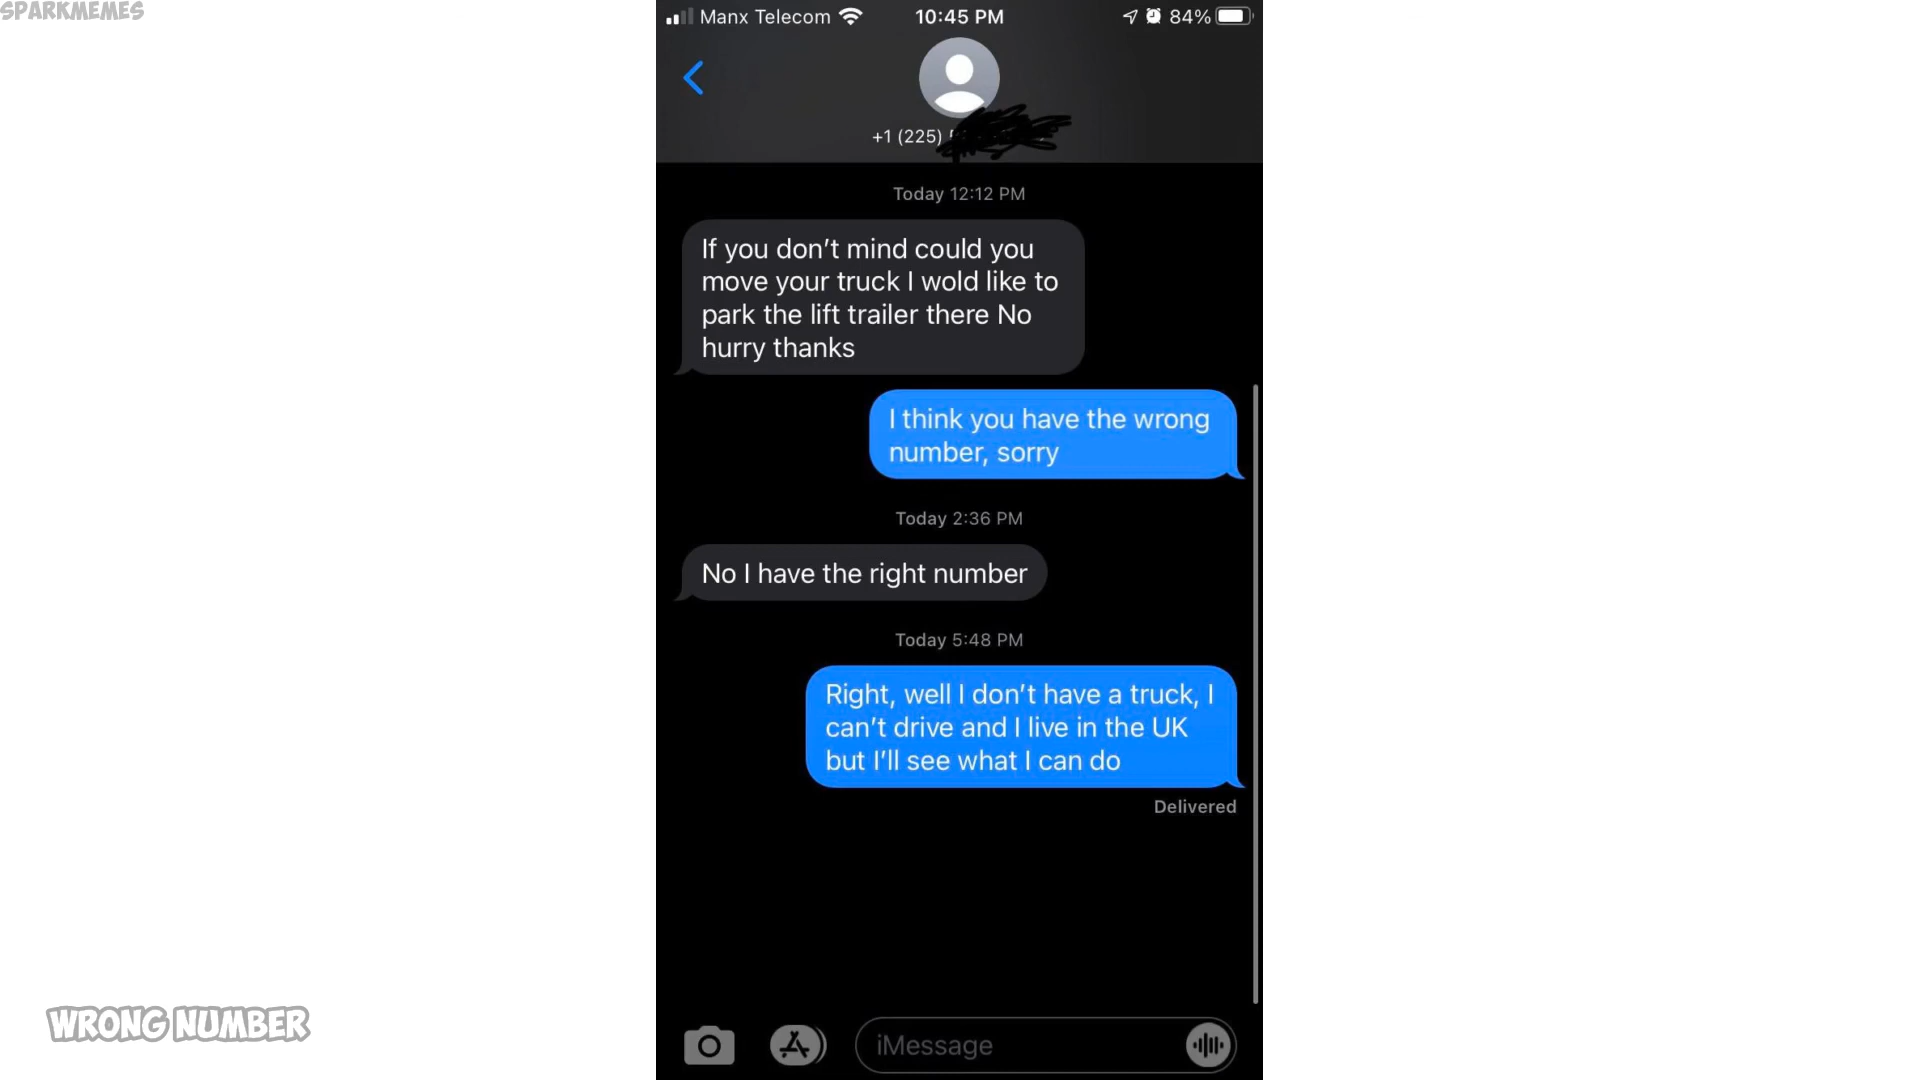 SPARKMEMES
Manx Telecom
10:45 PM
84%
+1 (225)
Today 12:12 PM
If you don’t mind could you
move your truck I wold like to
park the lift trailer there No
hurry thanks
I think you have the wrong
number, sorry
Today 2:36 PM
No I have the right number
Today 5:48 PM
Right, well I don’t have a truck, I
can’t drive and I live in the UK
but I’ll see what I can do
Delivered
WRONG NUMBER
iMessage